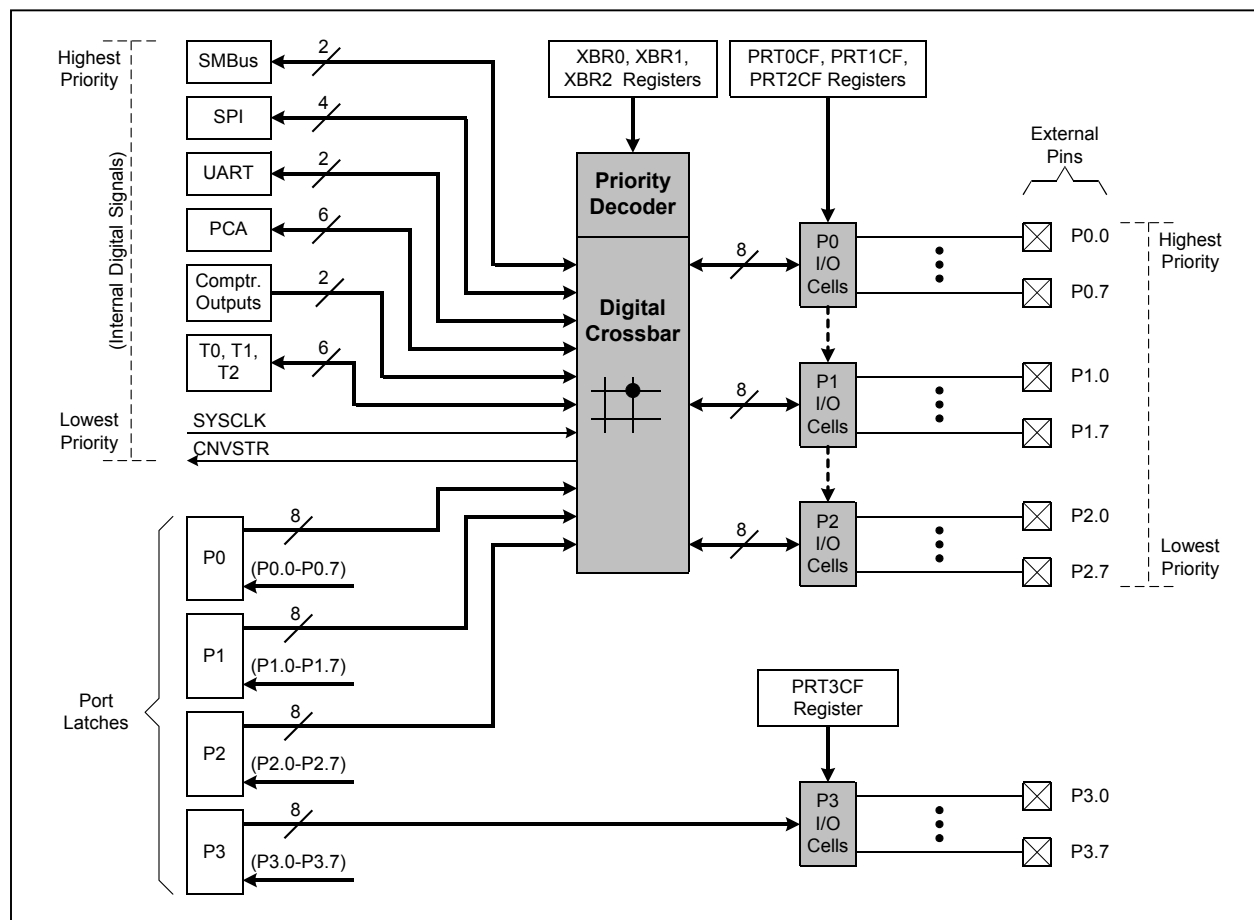 Highest
Priority
(Internal Digital Signals)
Lowest
Priority
SMBus
2
SPI
4
UART
2
PCA
6
Comptr.
Outputs
2
T0, T1,
T2
6
SYSCLK
CNVSTR
XBR0, XBR1,
XBR2 Registers
PRT0CF, PRT1CF,
PRT2CF Registers
Priority
Decoder
Digital
Crossbar
8
8
8
P0
I/O
Cells
P1
I/O
Cells
P2
I/O
Cells
External
Pins
P0.0
P0.7
P1.0
P1.7
P2.0
P2.7
Highest
Priority
Lowest
Priority
Port
Latches
P0
8
(P0.0-P0.7)
P1
8
(P1.0-P1.7)
P2
8
(P2.0-P2.7)
P3
8
(P3.0-P3.7)
PRT3CF
Register
P3
I/O
Cells
P3.0
P3.7